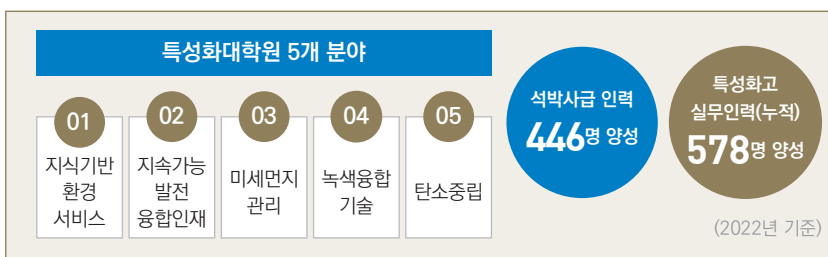 특성화대학원 5개 분야
01
지식기반
환경
서비스
02
지속가능
발전
융합인재
03
미세먼지
관리
04
녹색융합
기술
05
탄소중립
석박사급 인력
446명 양성
특성화고
실무인력(누적)
578명 양성
(2022년 기준)